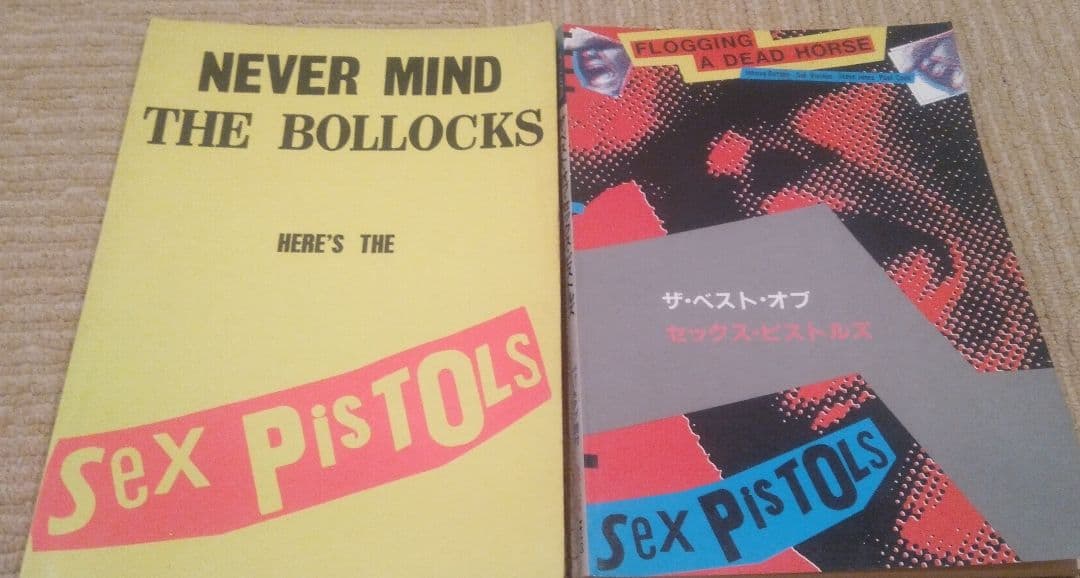 NEVER MIND
THE BOLLOCKS
HERE'S THE
Sex PisTOLs
FLOGGING
A DEAD HORSE
ザ・ベスト・オブ
セックス・ピストルズ
Sex PisTOLs